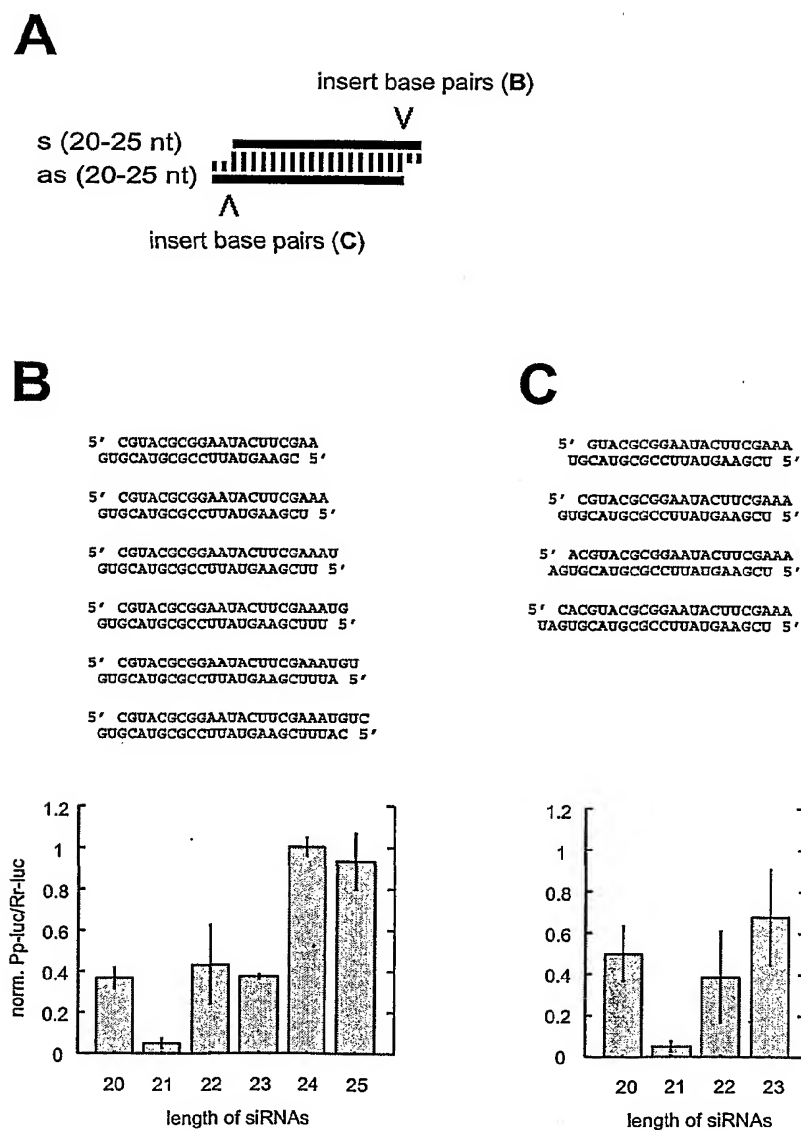 A
insert base pairs (B)
V
s (20-25 nt)
as (20-25 nt)
Λ
insert base pairs (C)
B
5' CGUACGCGGAAUACUUCGAA
GUGCAUGCGCCUUAUGAAGC 5'
5' CGUACGCGGAAUACUUCGAAA
GUGCAUGCGCCUUAUGAAGCU 5'
5' CGUACGCGGAAUACUUCGAAAU
GUGCAUGCGCCUUAUGAAGCUU 5'
5' CGUACGCGGAAUACUUCGAAAUG
GUGCAUGCGCCUUAUGAAGCUUU 5'
5' CGUACGCGGAAUACUUCGAAAUGU
GUGCAUGCGCCUUAUGAAGCUUUA 5'
5' CGUACGCGGAAUACUUCGAAAUGUC
GUGCAUGCGCCUUAUGAAGCUUUAC 5'
C
5' GUACGCGGAAUACUUCGAAA
UGCAUGCGCCUUAUGAAGCU 5'
5' CGUACGCGGAAUACUUCGAAA
GUGCAUGCGCCUUAUGAAGCU 5'
5' ACGUACGCGGAAUACUUCGAAA
AGUGCAUGCGCCUUAUGAAGCU 5'
5' CACGUACGCGGAAUACUUCGAAA
UAGUGCAUGCGCCUUAUGAAGCU 5'
norm. Pp-luc/Rr-luc
1.2
1
0.8
0.6
0.4
0.2
0
20 21 22 23 24 25
length of siRNAs
1.2
1
0.8
0.6
0.4
0.2
0
20 21 22 23
length of siRNAs